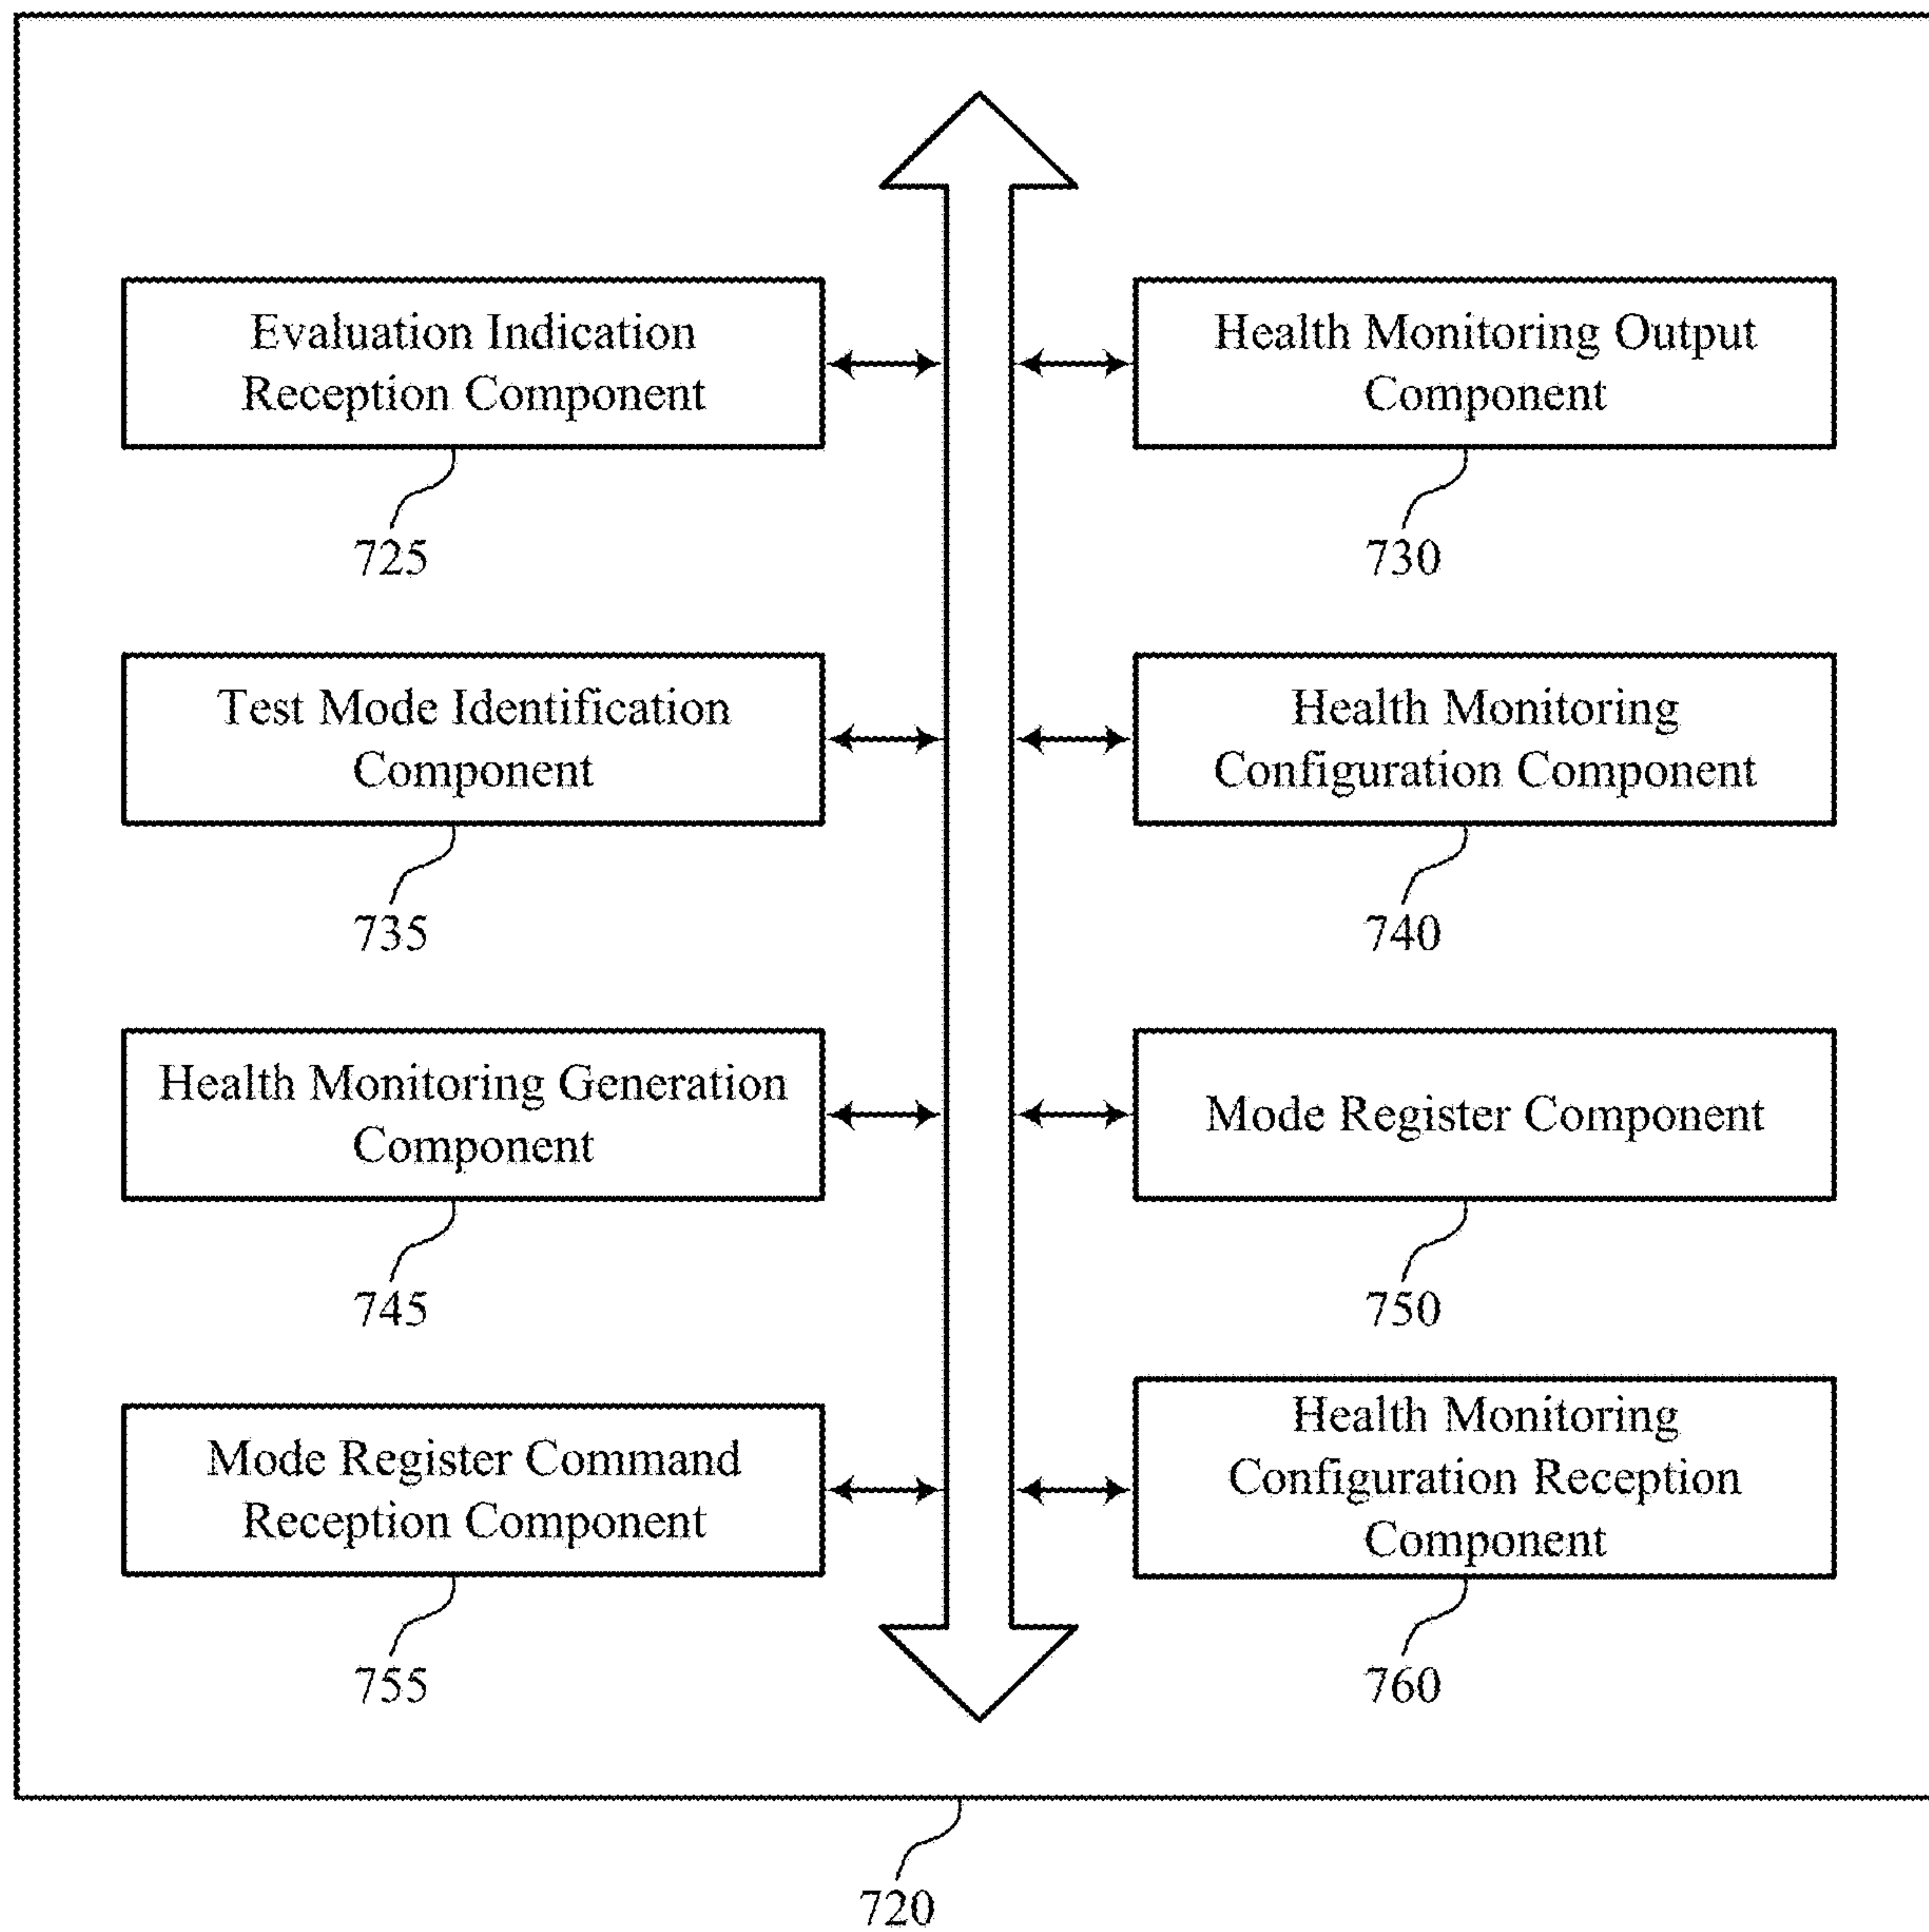 Evaluation Indication
Reception Component
725
Health Monitoring Output
Component
730
Test Mode Identification
Component
735
Health Monitoring
Configuration Component
740
Health Monitoring Generation
Component
745
Mode Register Component
750
Mode Register Command
Reception Component
755
Health Monitoring
Configuration Reception
Component
760
720